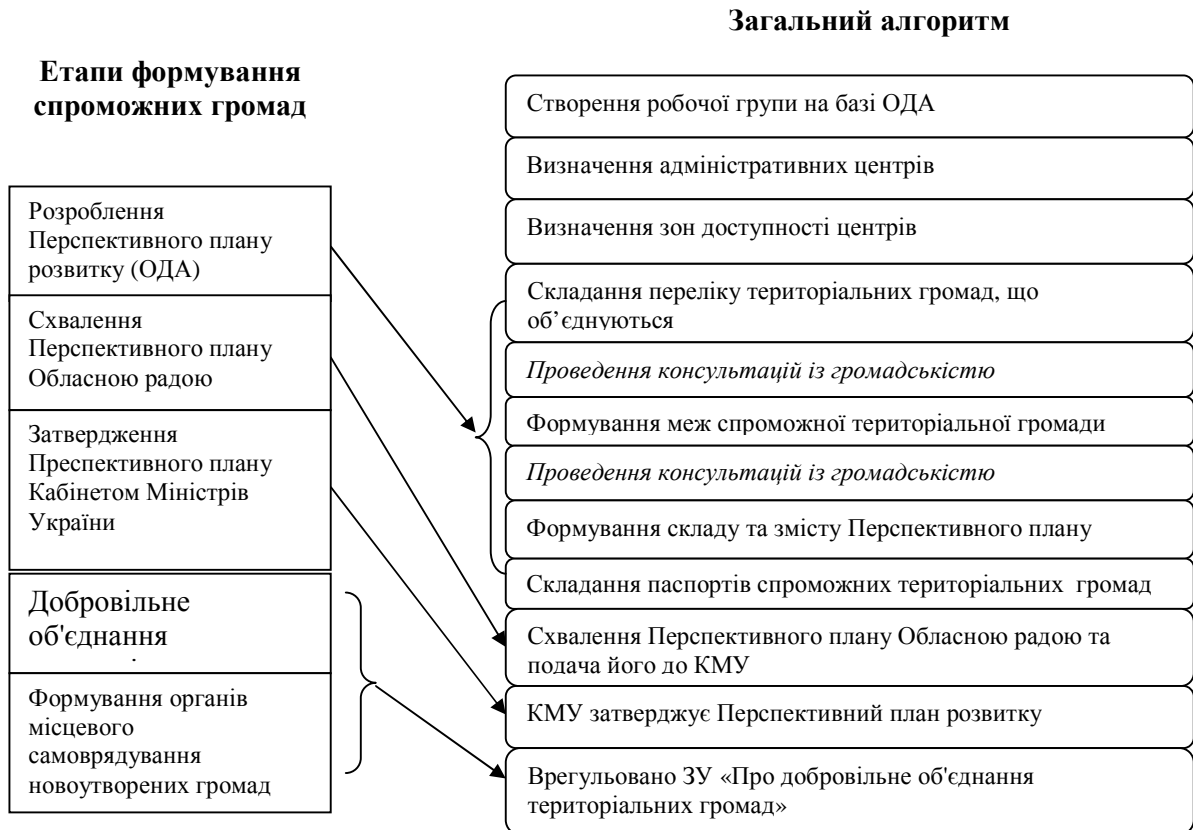 Загальний алгоритм
Етапи формування
спроможних громад
Розроблення
Перспективного плану
розвитку (ОДА)
Схвалення
Перспективного плану
Обласною радою
Затвердження
Преспективного плану
Кабінетом Міністрів
України
Добровільне
об'єднання
Формування органів
місцевого
самоврядування
новоутворених громад
Створення робочої групи на базі ОДА
Визначення адміністративних центрів
Визначення зон доступності центрів
Складання переліку територіальних громад, що
об’єднуються
Проведення консультацій із громадськістю
Формування меж спроможної територіальної громади
Проведення консультацій із громадськістю
Формування складу та змісту Перспективного плану
Складання паспортів спроможних територіальних громад
Схвалення Перспективного плану Обласною радою та
подача його до КМУ
КМУ затверджує Перспективний план розвитку
Врегульовано ЗУ «Про добровільне об'єднання
територіальних громад»